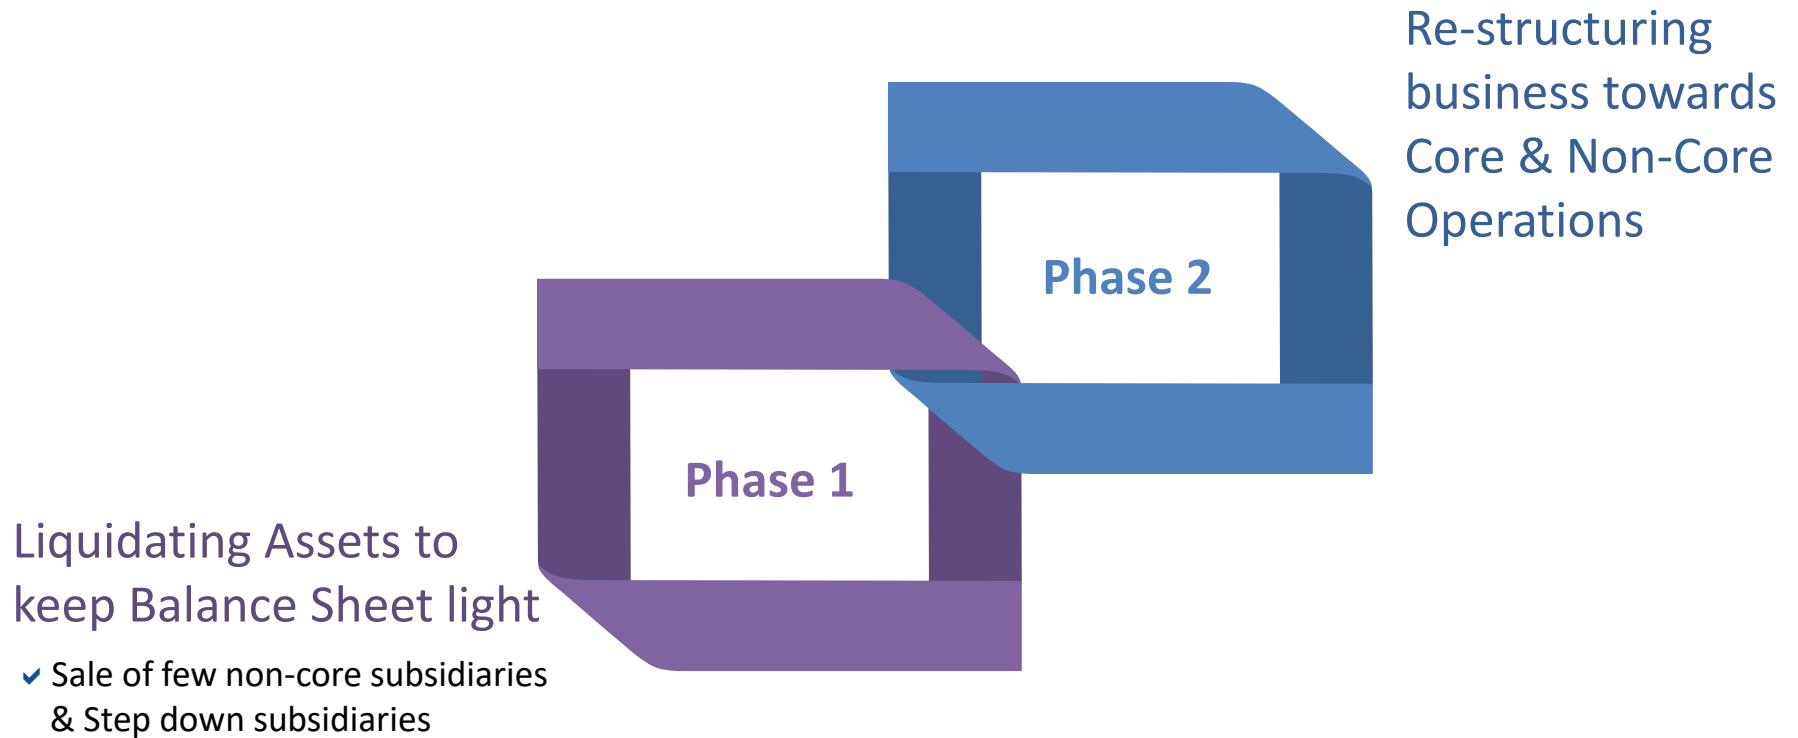 Re-structuring
business towards
Core & Non-Core
Operations
Phase 2
Phase 1
Liquidating Assets to
keep Balance Sheet light
Sale of few non-core subsidiaries
& Step down subsidiaries